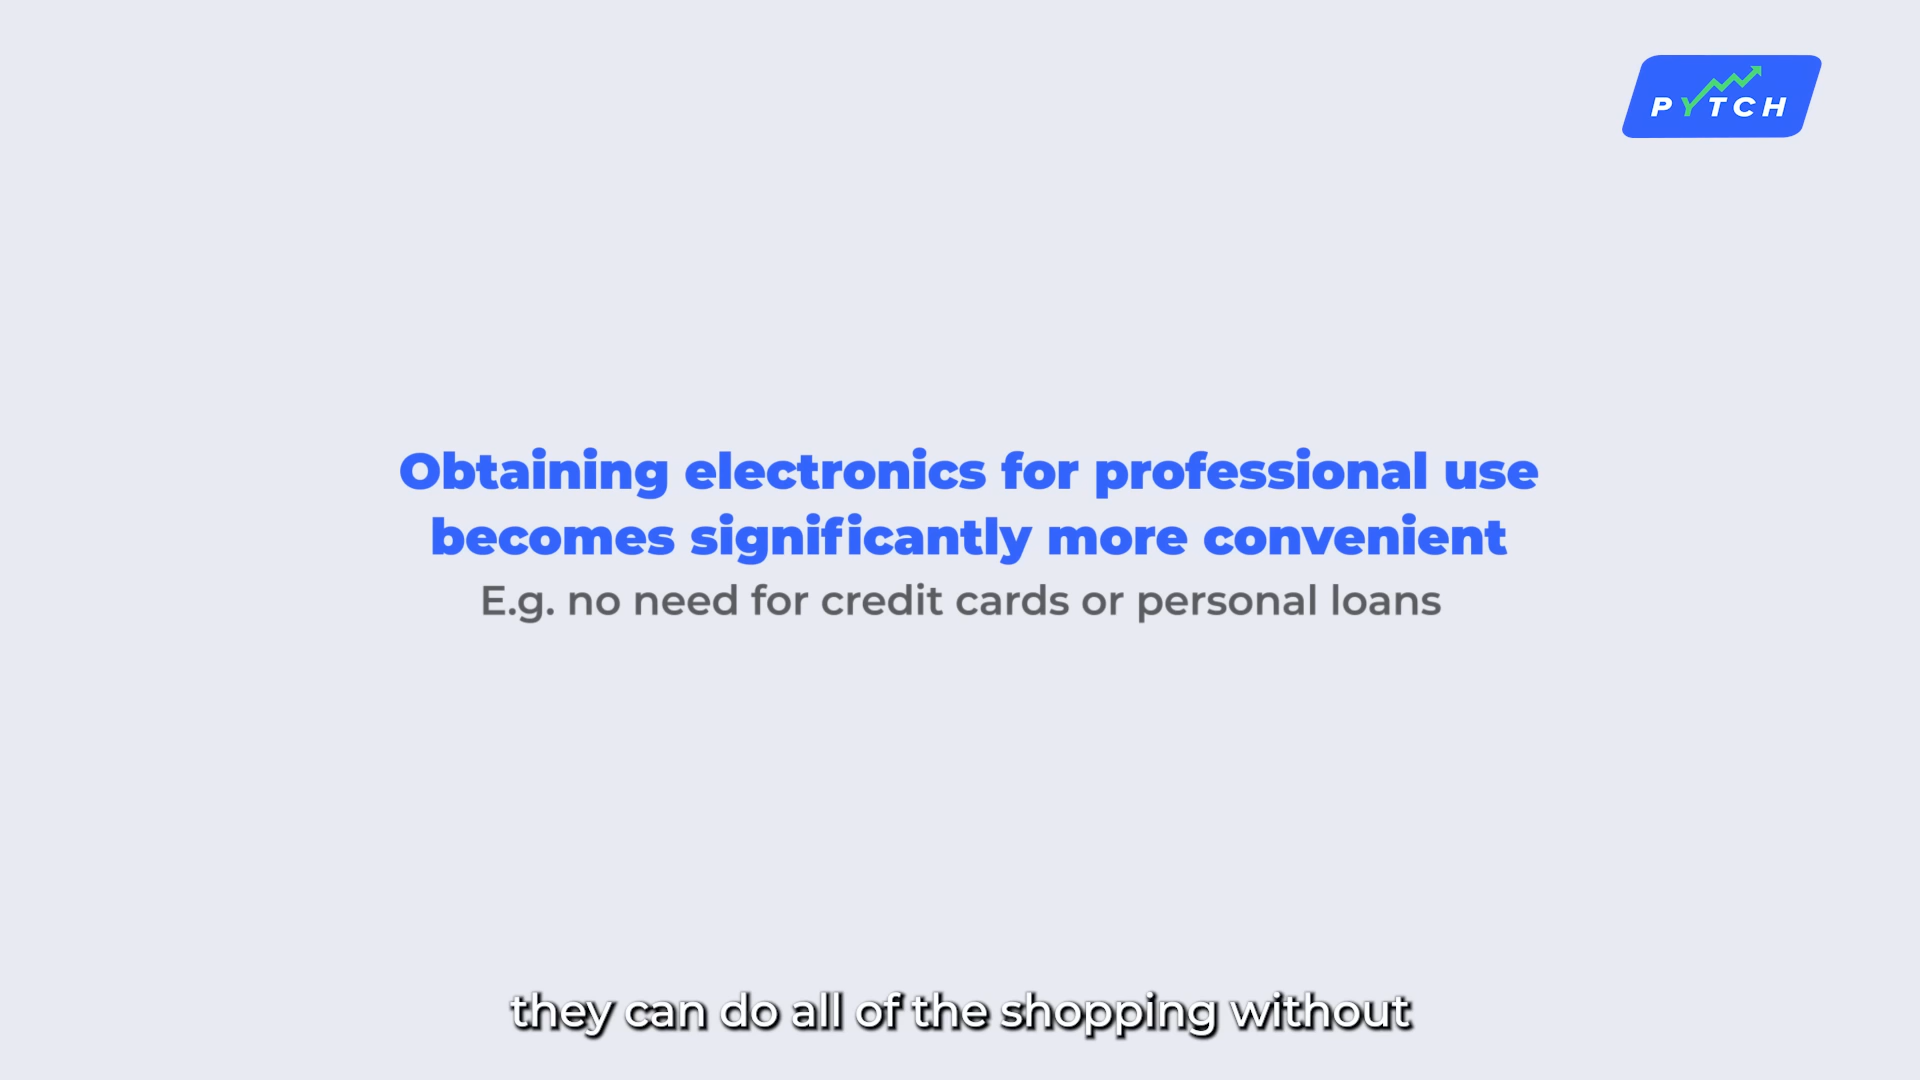 PYTCH
Obtaining electronics for professional use
becomes significantly more convenient
E.g. no need for credit cards or personal loans
they can do all of the shopping without